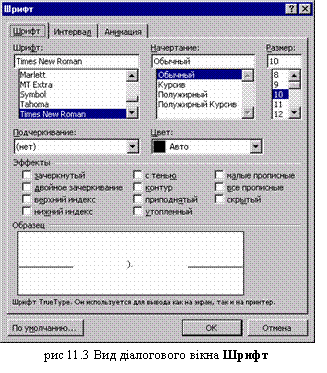 Шрифт
Шрифт Интервал Анимация
Шрифт: Начертание: Размер:
Times New Roman Обычный 10
Marlett Обычный 8
MT Extra Курсив 9
Symbol Полужирный 10
Tahoma Полужирный Курсив 11
Times New Roman 12
Подчеркивание: Цвет:
(нет) Авто
Эффекты
зачеркнутый с тенью малые прописные
двойное зачеркивание контур все прописные
верхний индекс приподнятый скрытый
нижний индекс утопленный
Образец
).
Шрифт TrueType. Он используется для вывода как на экран, так и на принтер.
По умолчанию... OK Отмена
рис 11.3 Вид діалогового вікна Шрифт